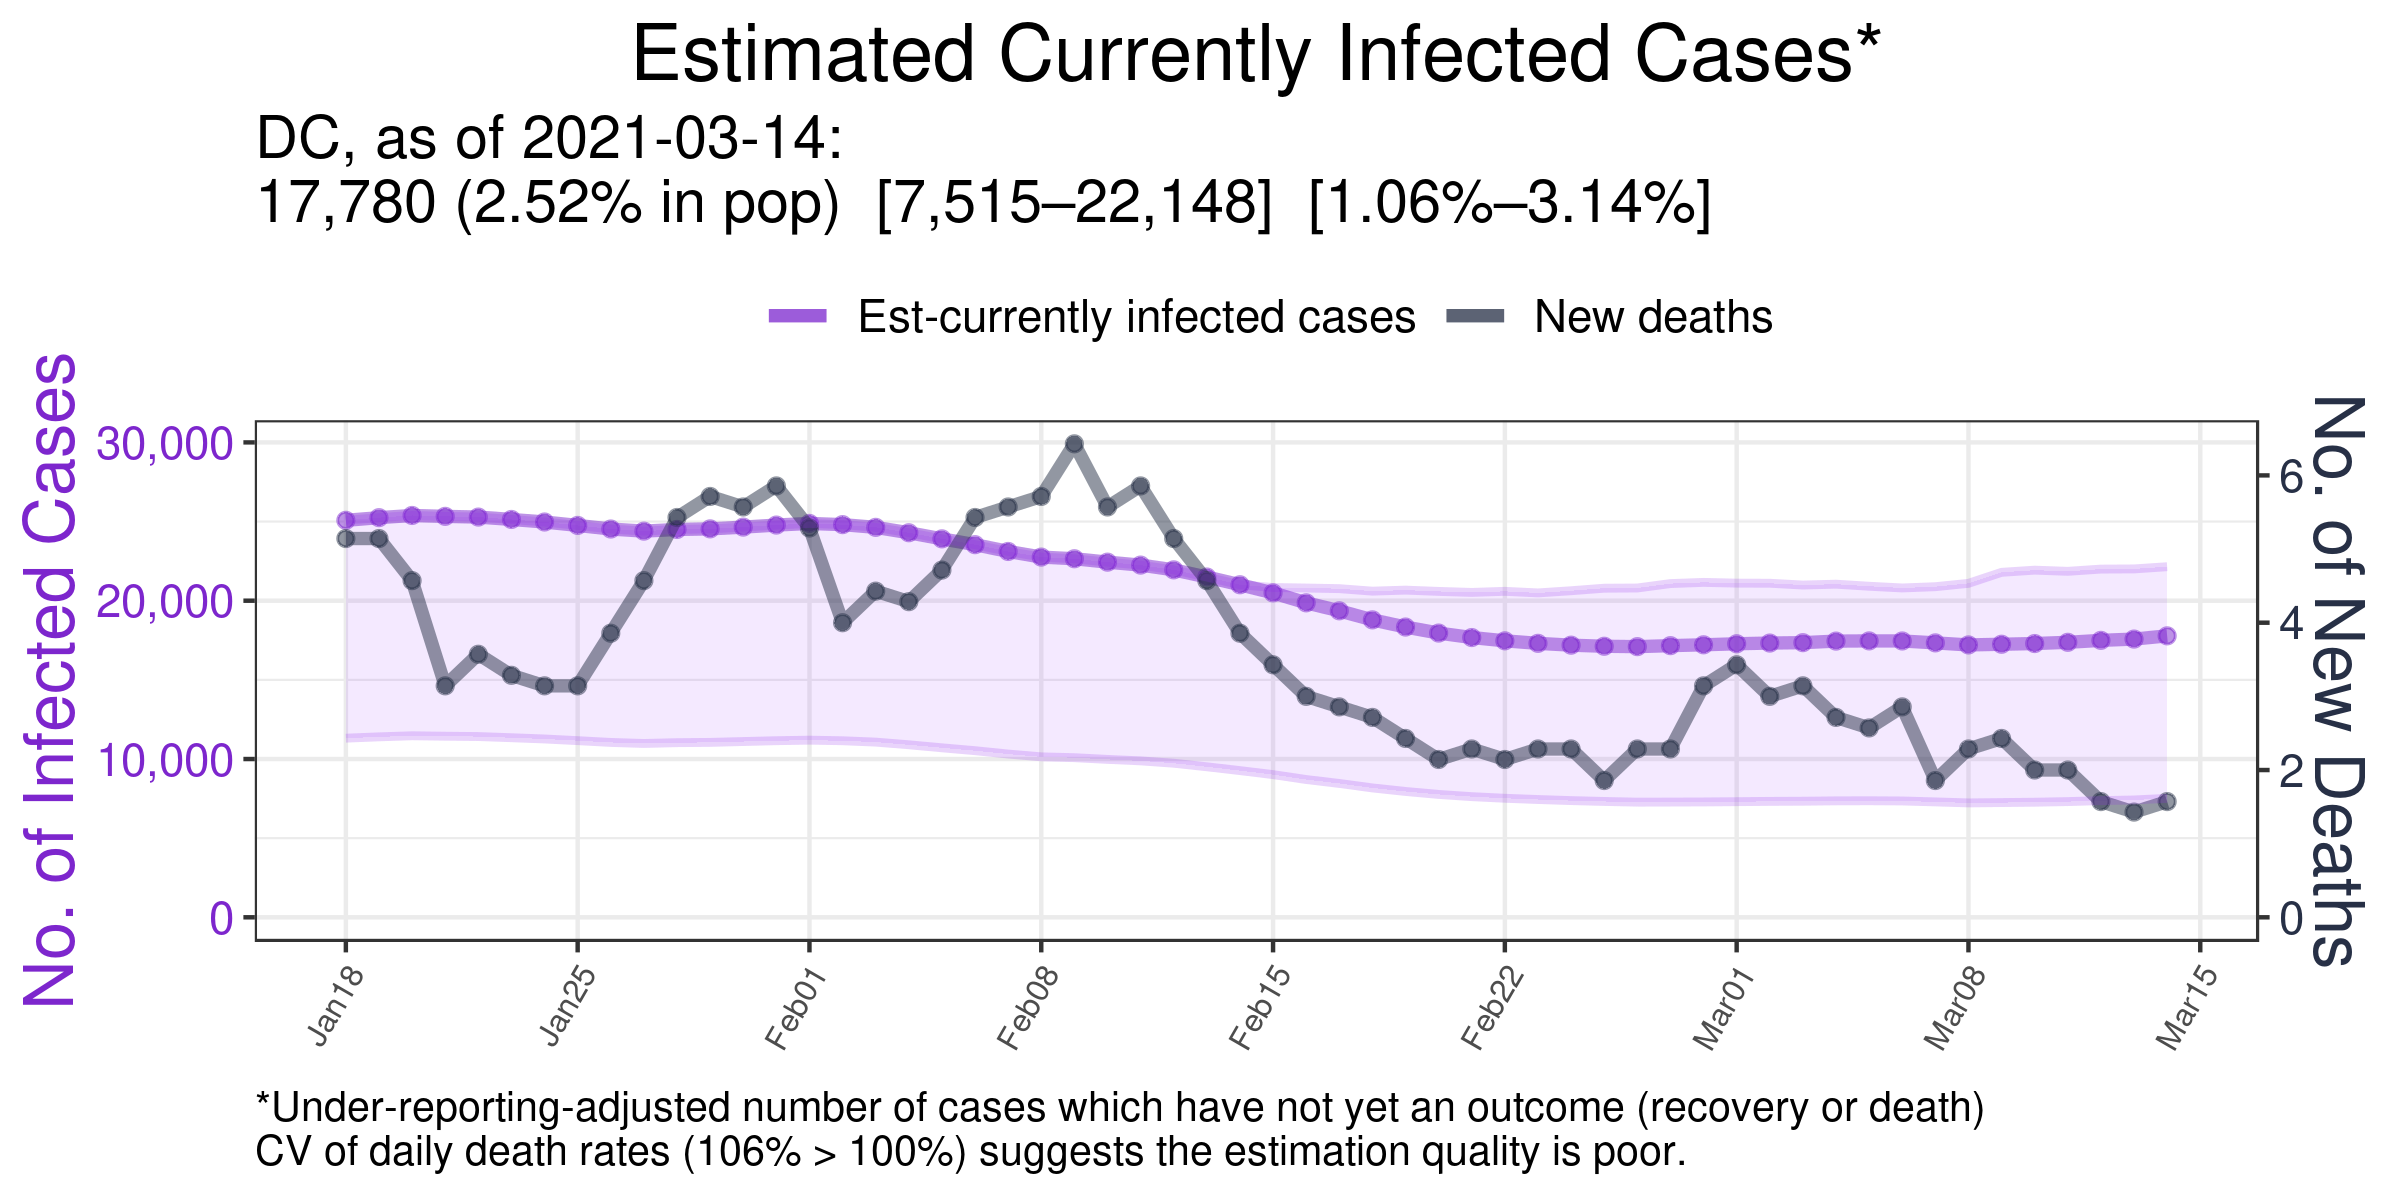 Estimated Currently Infected Cases*
DC, as of 2021-03-14:
17,780 (2.52% in pop)  [7,515–22,148]  [1.06%–3.14%]
Est-currently infected cases
New deaths
No. of Infected Cases
30,000
20,000
10,000
0
No. of New Deaths
6
4
2
0
Jan18
Jan25
Feb01
Feb08
Feb15
Feb22
Mar01
Mar08
Mar15
*Under-reporting-adjusted number of cases which have not yet an outcome (recovery or death)
CV of daily death rates (106% > 100%) suggests the estimation quality is poor.